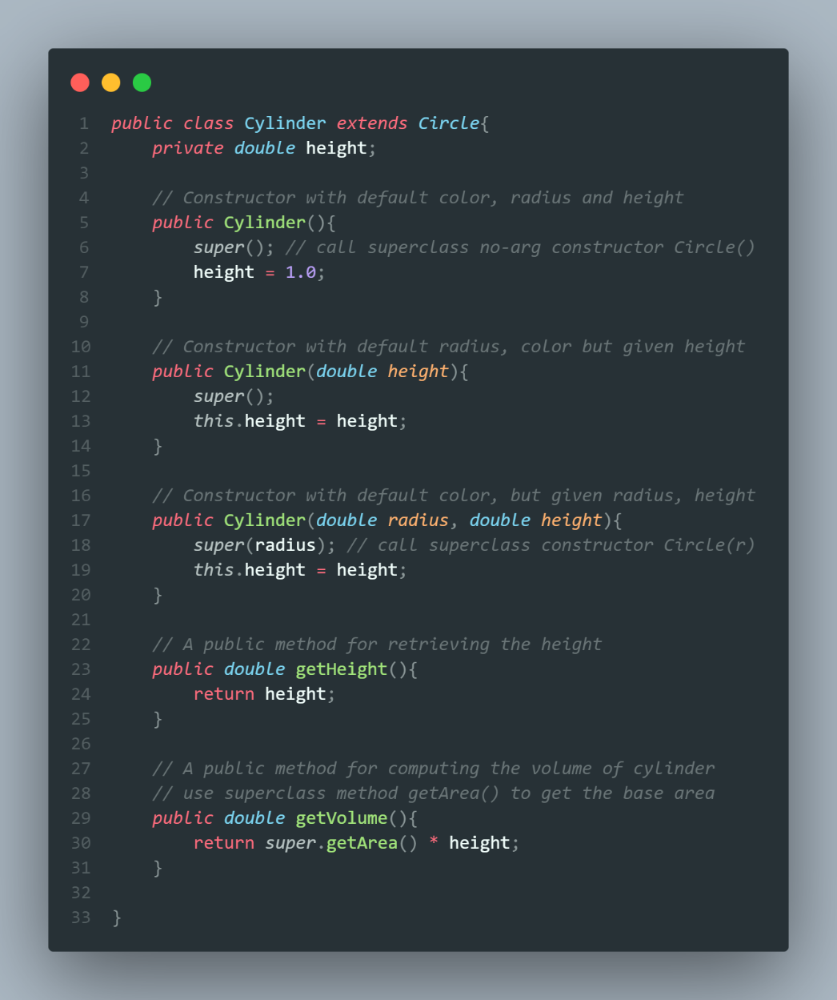 1 public class Cylinder extends Circle{
2     private double height;
3
4     // Constructor with default color, radius and height
5     public Cylinder(){
6         super(); // call superclass no-arg constructor Circle()
7         height = 1.0;
8     }
9
10     // Constructor with default radius, color but given height
11     public Cylinder(double height){
12         super();
13         this.height = height;
14     }
15
16     // Constructor with default color, but given radius, height
17     public Cylinder(double radius, double height){
18         super(radius); // call superclass constructor Circle(r)
19         this.height = height;
20     }
21
22     // A public method for retrieving the height
23     public double getHeight(){
24         return height;
25     }
26
27     // A public method for computing the volume of cylinder
28     // use superclass method getArea() to get the base area
29     public double getVolume(){
30         return super.getArea() * height;
31     }
32
33 }